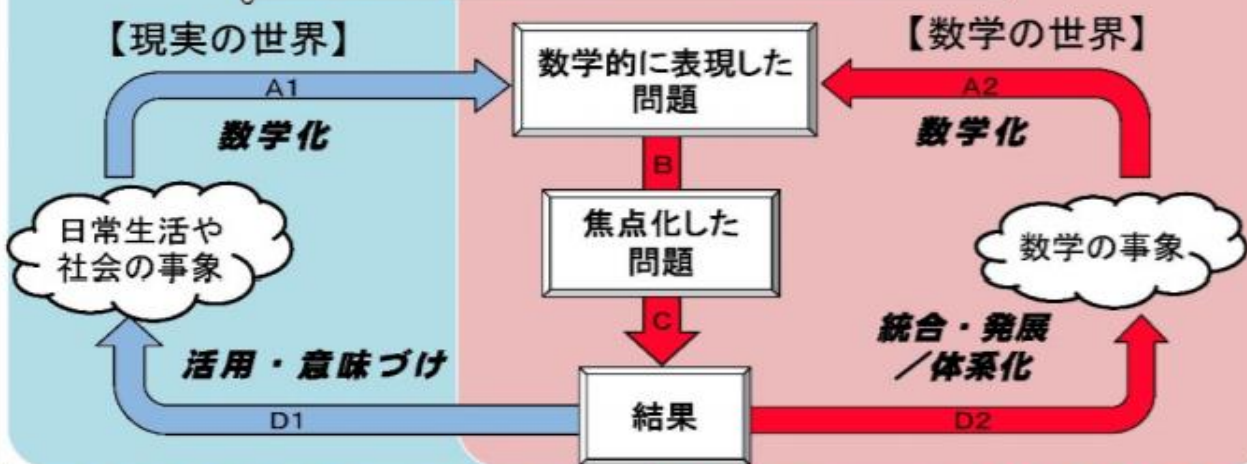 【現実の世界】
【数学の世界】
数学的に表現した
問題
A1
A2
数学化
数学化
B
日常生活や
社会の事象
焦点化した
問題
数学の事象
C
活用・意味づけ
統合・発展
／体系化
結果
D1
D2